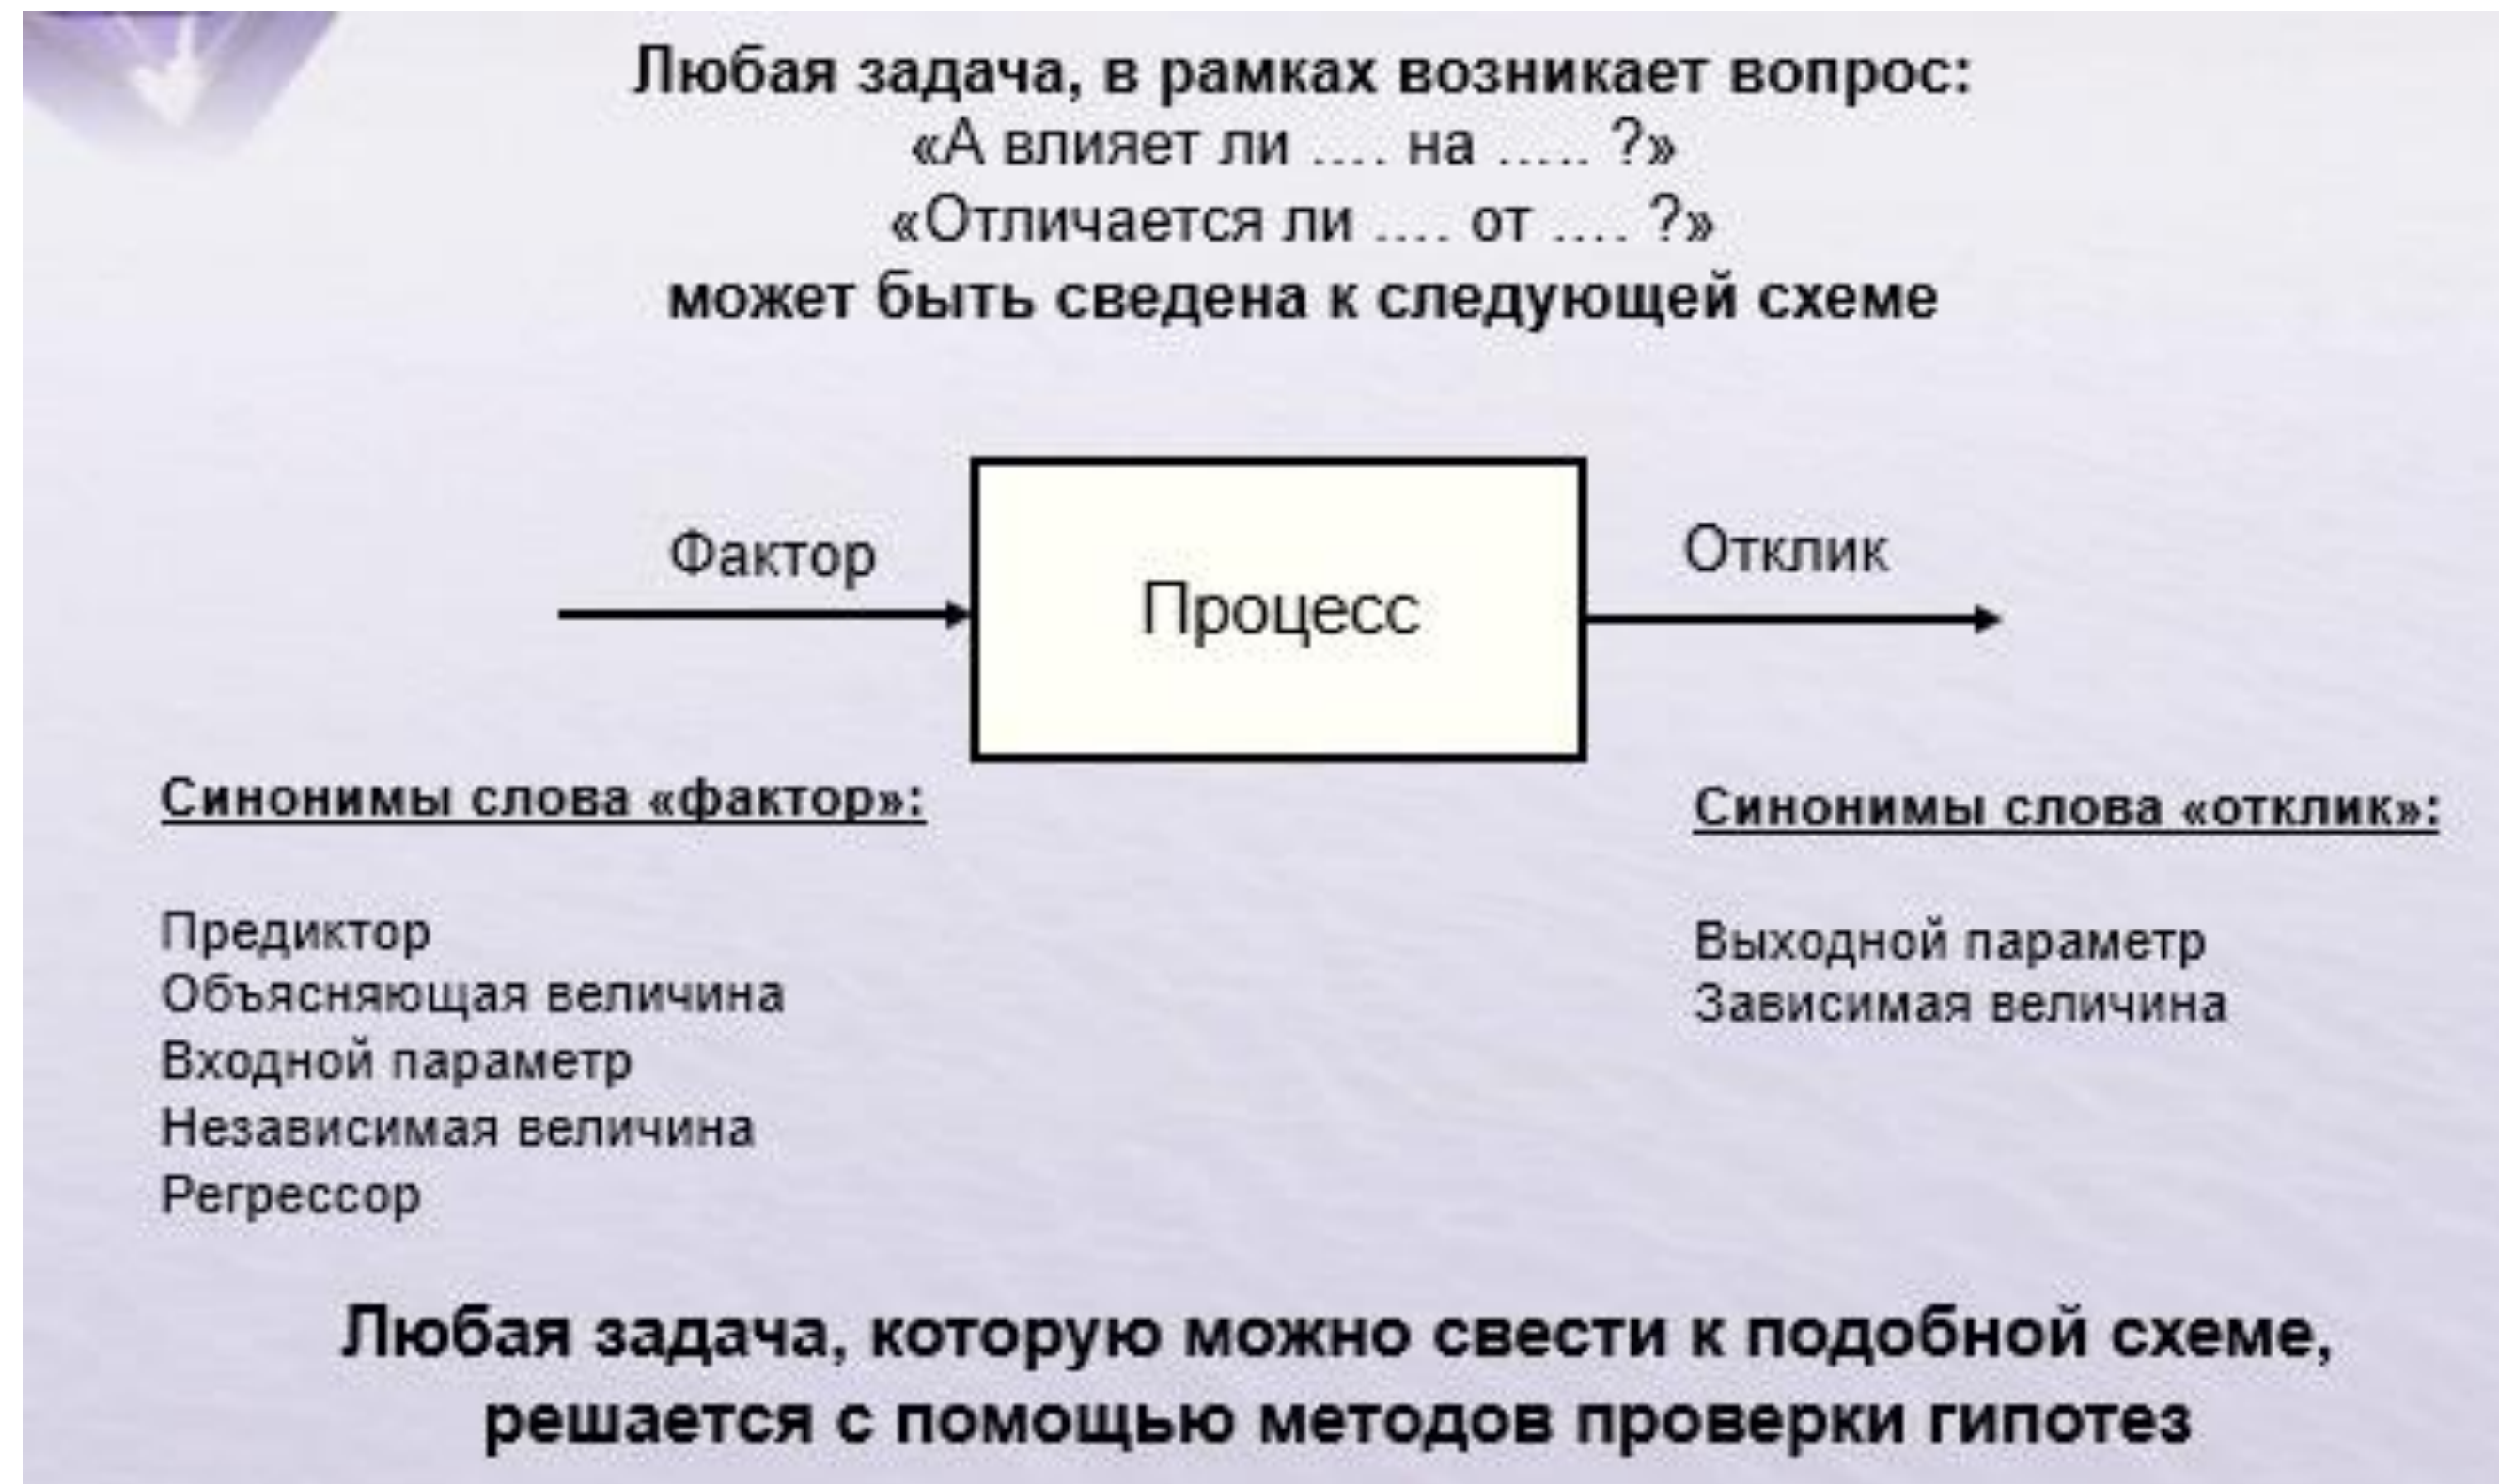 Любая задача, в рамках возникает вопрос:
«А влияет ли .... на ..... ?»
«Отличается ли .... от .... ?»
может быть сведена к следующей схеме
Фактор
Процесс
Отклик
Синонимы слова «фактор»:
Предиктор
Объясняющая величина
Входной параметр
Независимая величина
Регрессор
Синонимы слова «отклик»:
Выходной параметр
Зависимая величина
Любая задача, которую можно свести к подобной схеме,
решается с помощью методов проверки гипотез